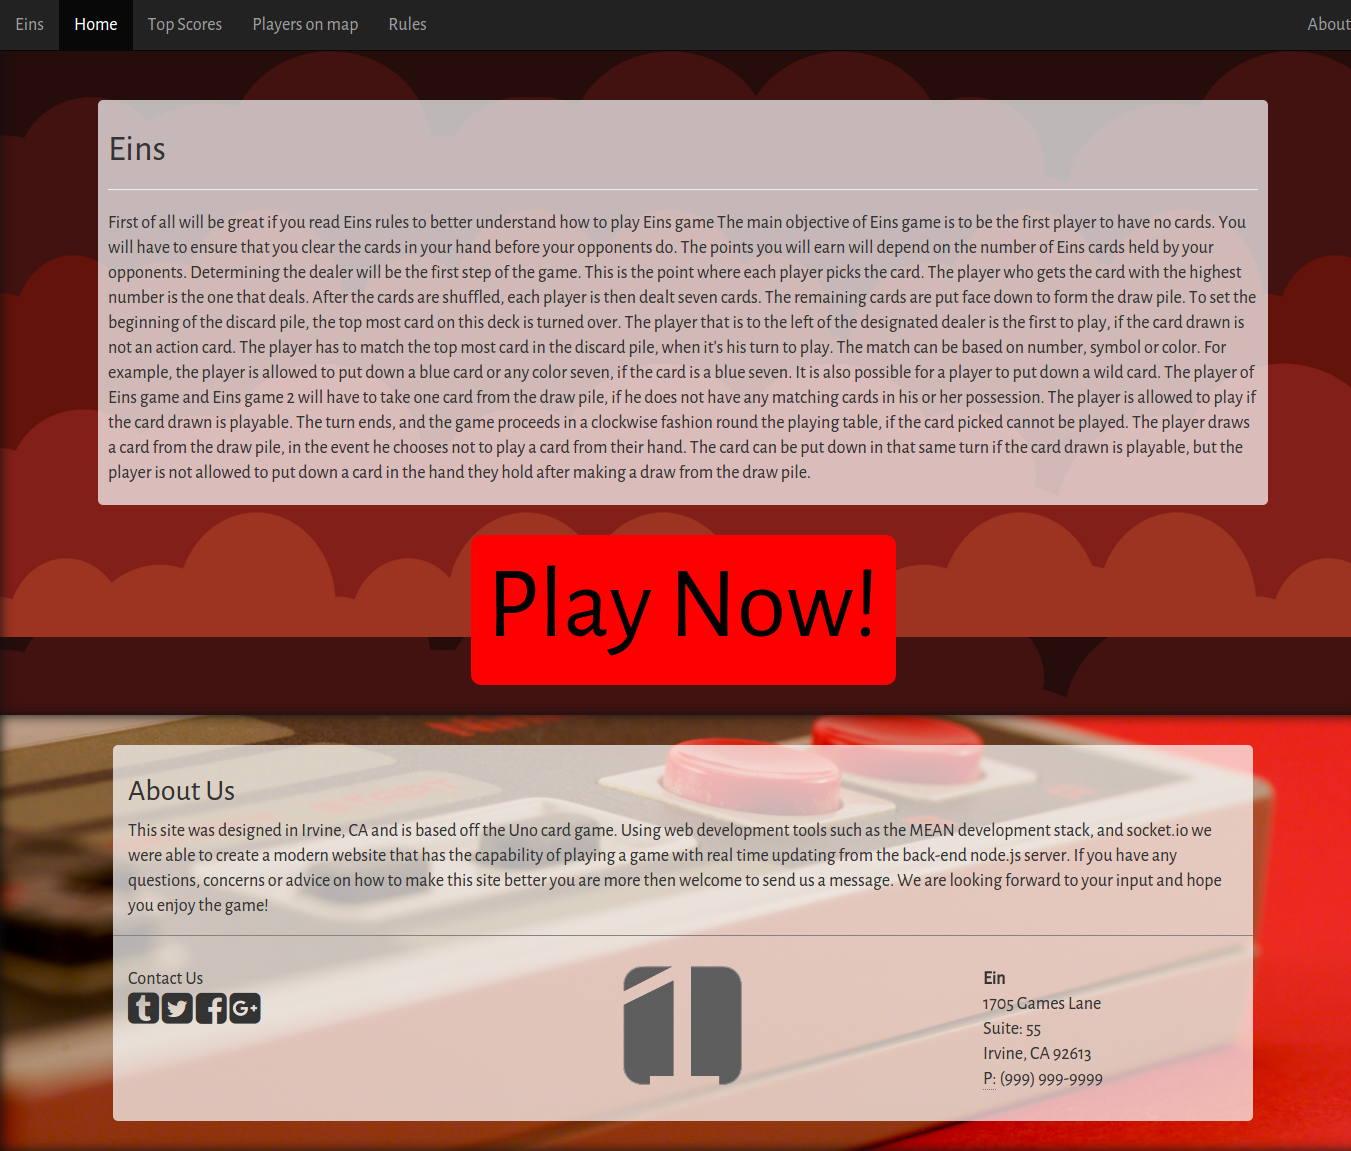 Eins Home Top Scores Players on map Rules About
Eins
First of all will be great if you read Eins rules to better understand how to play Eins game The main objective of Eins game is to be the first player to have no cards. You
will have to ensure that you clear the cards in your hand before your opponents do. The points you will earn will depend on the number of Eins cards held by your
opponents. Determining the dealer will be the first step of the game. This is the point where each player picks the card. The player who gets the card with the highest
number is the one that deals. After the cards are shuffled, each player is then dealt seven cards. The remaining cards are put face down to form the draw pile. To set the
beginning of the discard pile, the top most card on this deck is turned over. The player that is to the left of the designated dealer is the first to play, if the card drawn is
not an action card. The player has to match the top most card in the discard pile, when it's his turn to play. The match can be based on number, symbol or color. For
example, the player is allowed to put down a blue card or any color seven, if the card is a blue seven. It is also possible for a player to put down a wild card. The player of
Eins game and Eins game 2 will have to take one card from the draw pile, if he does not have any matching cards in his or her possession. The player is allowed to play if
the card drawn is playable. The turn ends, and the game proceeds in a clockwise fashion round the playing table, if the card picked cannot be played. The player draws
a card from the draw pile, in the event he chooses not to play a card from their hand. The card can be put down in that same turn if the card drawn is playable, but the
player is not allowed to put down a card in the hand they hold after making a draw from the draw pile.
Play Now!
About Us
This site was designed in Irvine, CA and is based off the Uno card game. Using web development tools such as the MEAN development stack, and socket.io we
were able to create a modern website that has the capability of playing a game with real time updating from the back-end node.js server. If you have any
questions, concerns or advice on how to make this site better you are more then welcome to send us a message. We are looking forward to your input and hope
you enjoy the game!
Contact Us
1
Ein
1705 Games Lane
Suite: 55
Irvine, CA 92613
P: (999) 999-9999